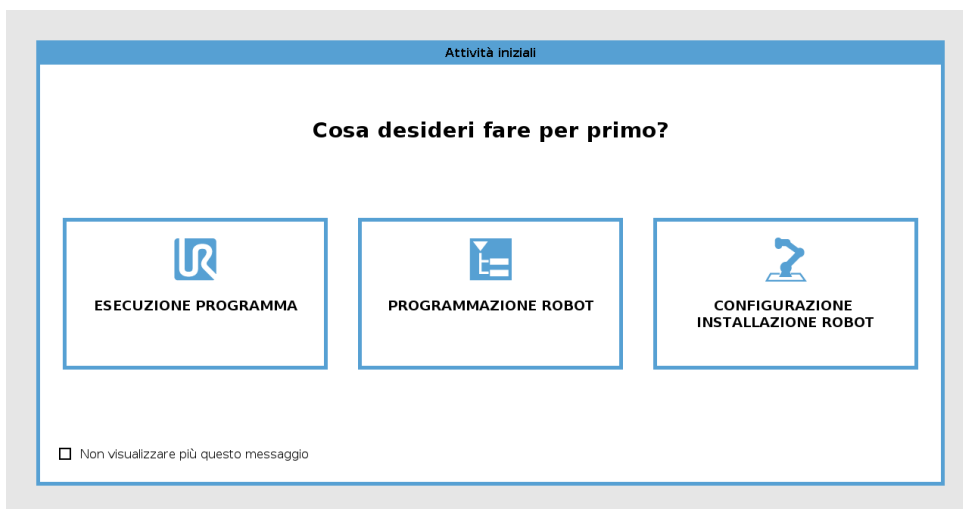 Attività iniziali
Cosa desideri fare per primo?
UR
ESECUZIONE PROGRAMMA
PROGRAMMAZIONE ROBOT
CONFIGURAZIONE
INSTALLAZIONE ROBOT
Non visualizzare più questo messaggio